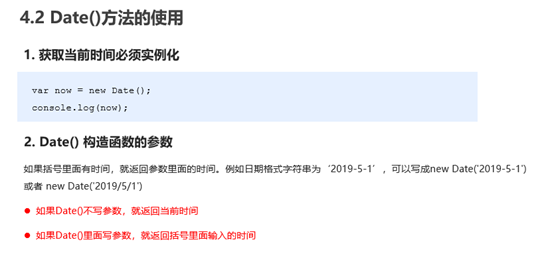 4.2 Date()方法的使用
1. 获取当前时间必须实例化
var now = new Date();
console.log(now);
2. Date() 构造函数的参数
如果括号里面有时间，就返回参数里面的时间。例如日期格式字符串为‘2019-5-1’，可以写成new Date('2019-5-1')
或者 new Date('2019/5/1')
● 如果Date()不写参数，就返回当前时间
● 如果Date()里面写参数，就返回括号里面输入的时间